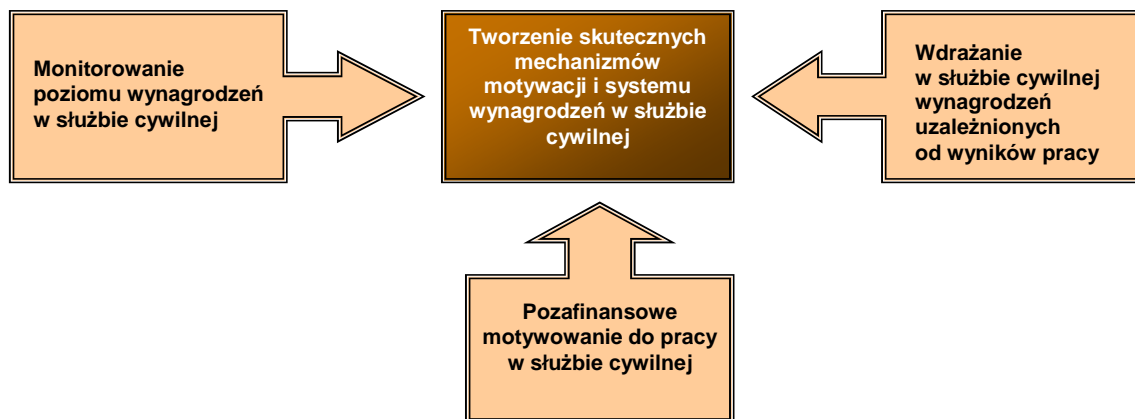 Monitorowanie
poziomu wynagrodzeń
w służbie cywilnej
Tworzenie skutecznych
mechanizmów
motywacji i systemu
wynagrodzeń w służbie
cywilnej
Wdrażanie
w służbie cywilnej
wynagrodzeń
uzależnionych
od wyników pracy
Pozafinansowe
motywowanie do pracy
w służbie cywilnej